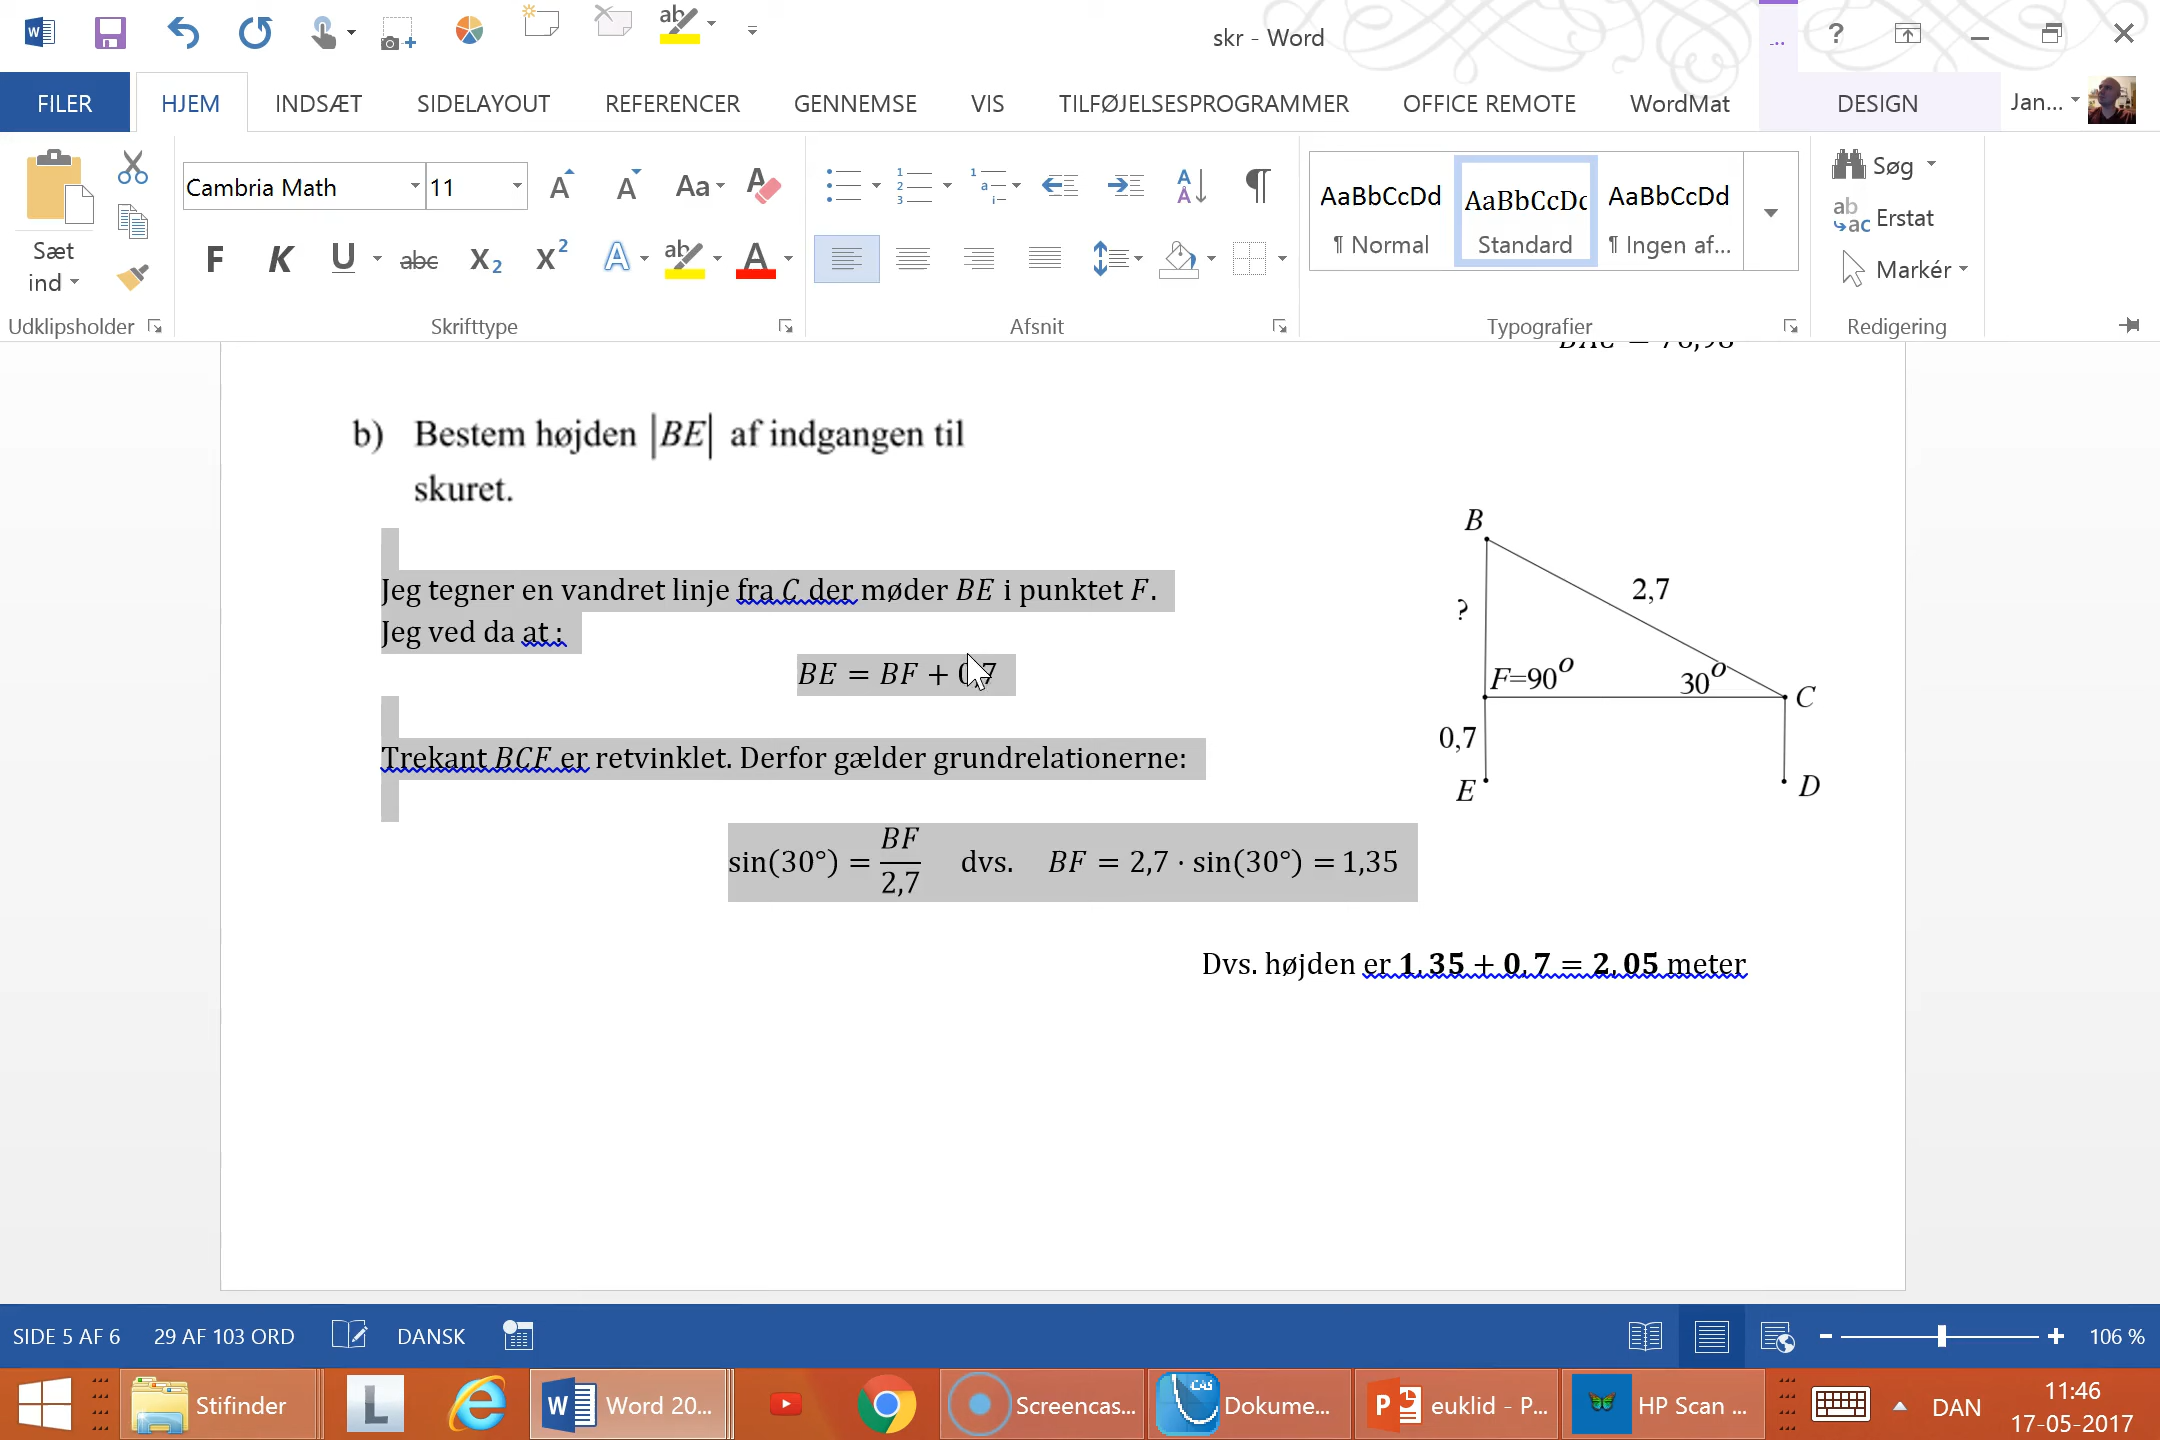 skr - Word
...
?
FILER HJEM INDSÆT SIDELAYOUT REFERENCER GENNEMSE VIS TILFØJELSESPROGRAMMER OFFICE REMOTE WordMat DESIGN Jan...
Sæt ind
Cambria Math 11
Aa
F K U abc X₂ X² A ab A
AaBbCcDd AaBbCcDc AaBbCcDd
¶ Normal Standard ¶ Ingen af...
Søg
Erstat
Markér
Udklipsholder Skrifttype Afsnit Typografier Redigering
b) Bestem højden |BE| af indgangen til
skuret.
Jeg tegner en vandret linje fra C der møder BE i punktet F.
Jeg ved da at :
BE = BF + 0,7
Trekant BCF er retvinklet. Derfor gælder grundrelationerne:
sin(30°) = BF/2,7 dvs. BF = 2,7 · sin(30°) = 1,35
Dvs. højden er 1,35 + 0,7 = 2,05 meter
B
2,7
?
F=90° 30° C
0,7
E D
SIDE 5 AF 6 29 AF 103 ORD DANSK 106 %
Stifinder Word 20... Screencas... Dokume... euklid - P... HP Scan ... DAN 11:46
17-05-2017